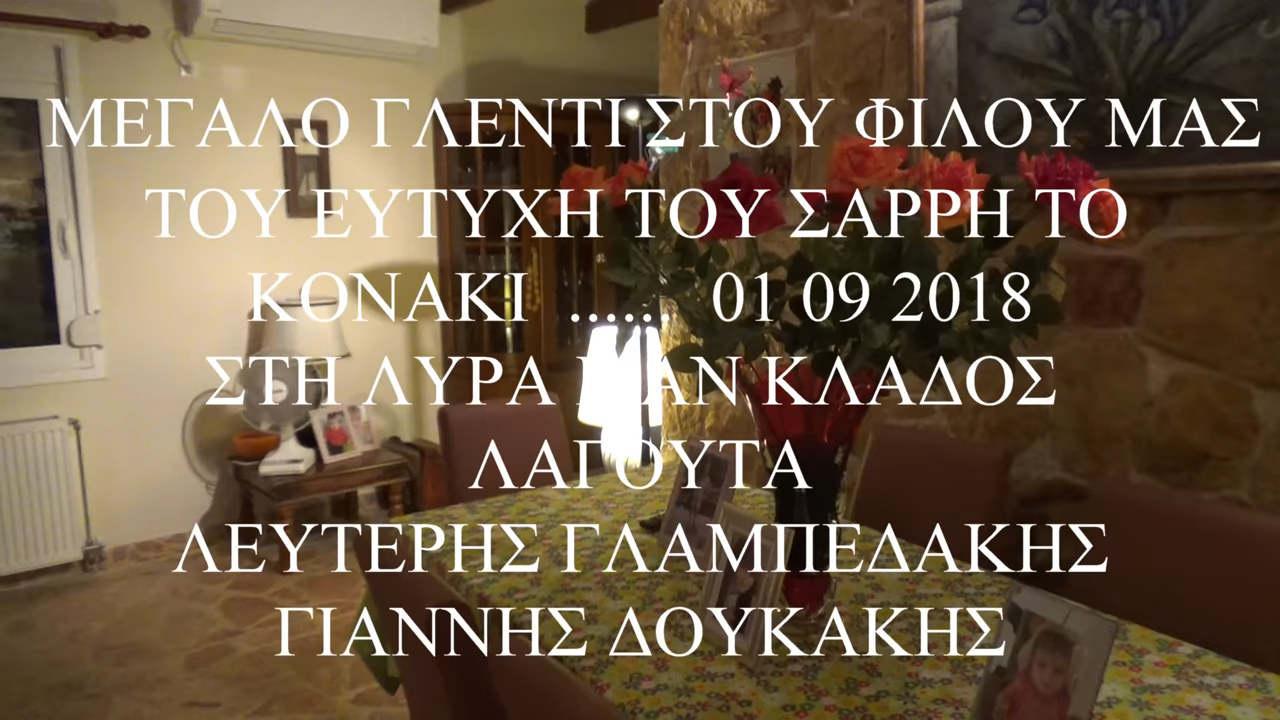 ΜΕΓΑΛΟ ΓΛΕΝΤΙ ΣΤΟΥ ΦΙΛΟΥ ΜΑΣ
ΤΟΥ ΕΥΤΥΧΗ ΤΟΥ ΣΑΡΡΗ ΤΟ
ΚΟΝΑΚΙ ...... 01 09 2018
ΣΤΗ ΛΥΡΑ ΚΛΑΔΟΣ
ΛΑΓΟΥΤΑ
ΛΕΥΤΕΡΗΣ ΓΛΑΜΠΕΔΑΚΗΣ
ΓΙΑΝΝΗΣ ΔΟΥΚΑΚΗΣ